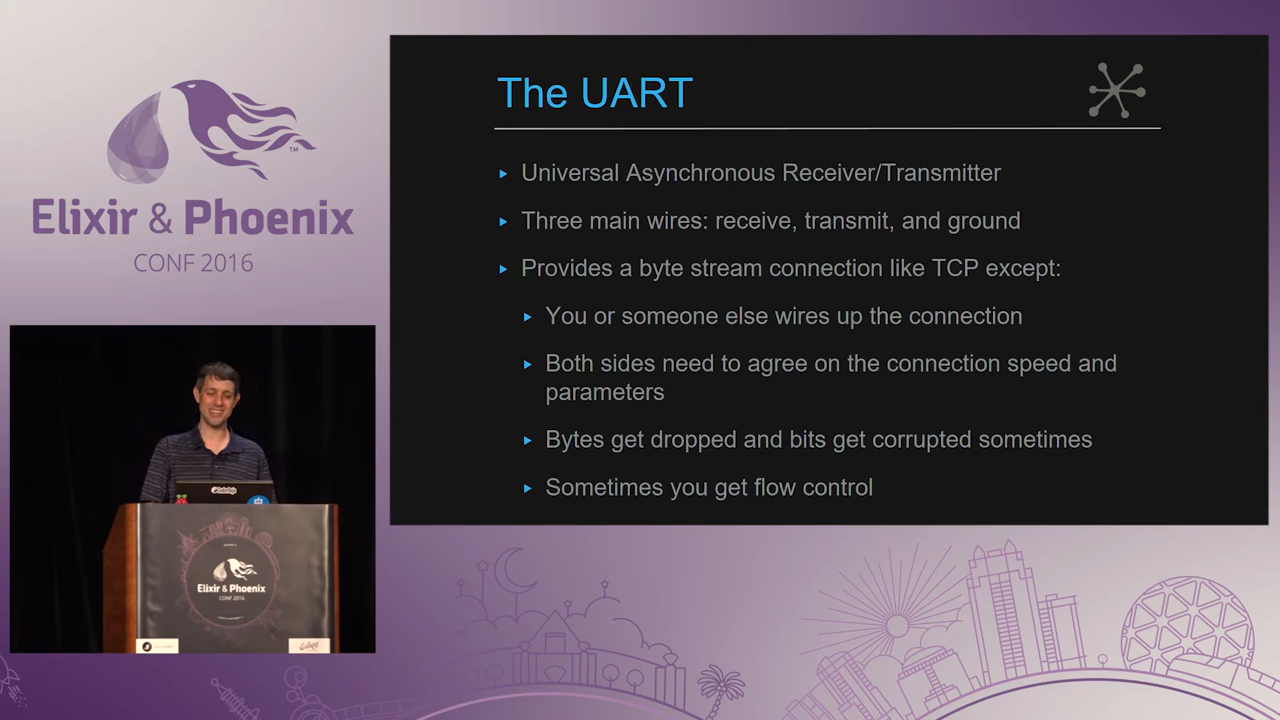 Elixir & Phoenix
TM
CONF 2016
The UART
Universal Asynchronous Receiver/Transmitter
Three main wires: receive, transmit, and ground
Provides a byte stream connection like TCP except:
You or someone else wires up the connection
Both sides need to agree on the connection speed and
parameters
Bytes get dropped and bits get corrupted sometimes
Sometimes you get flow control
Elixir & Phoenix
CONF 2016